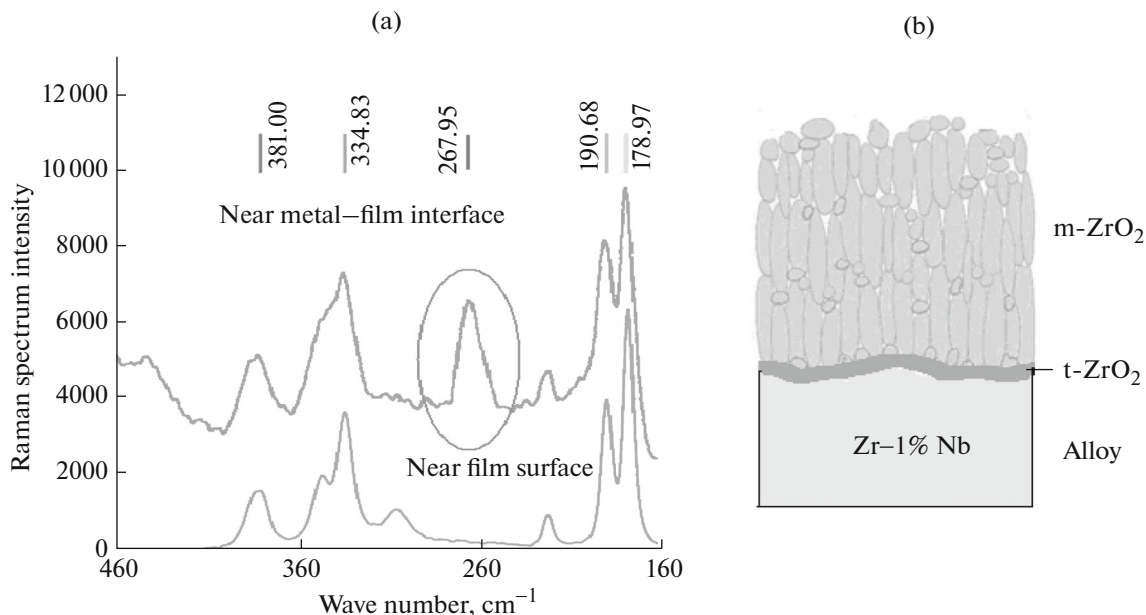 (a)
(b)
12 000
10 000
8000
6000
4000
2000
0
Raman spectrum intensity
381.00
334.83
267.95
190.68
178.97
Near metal–film interface
Near film surface
460
360
260
160
Wave number, cm⁻¹
m-ZrO₂
t-ZrO₂
Zr–1% Nb
Alloy